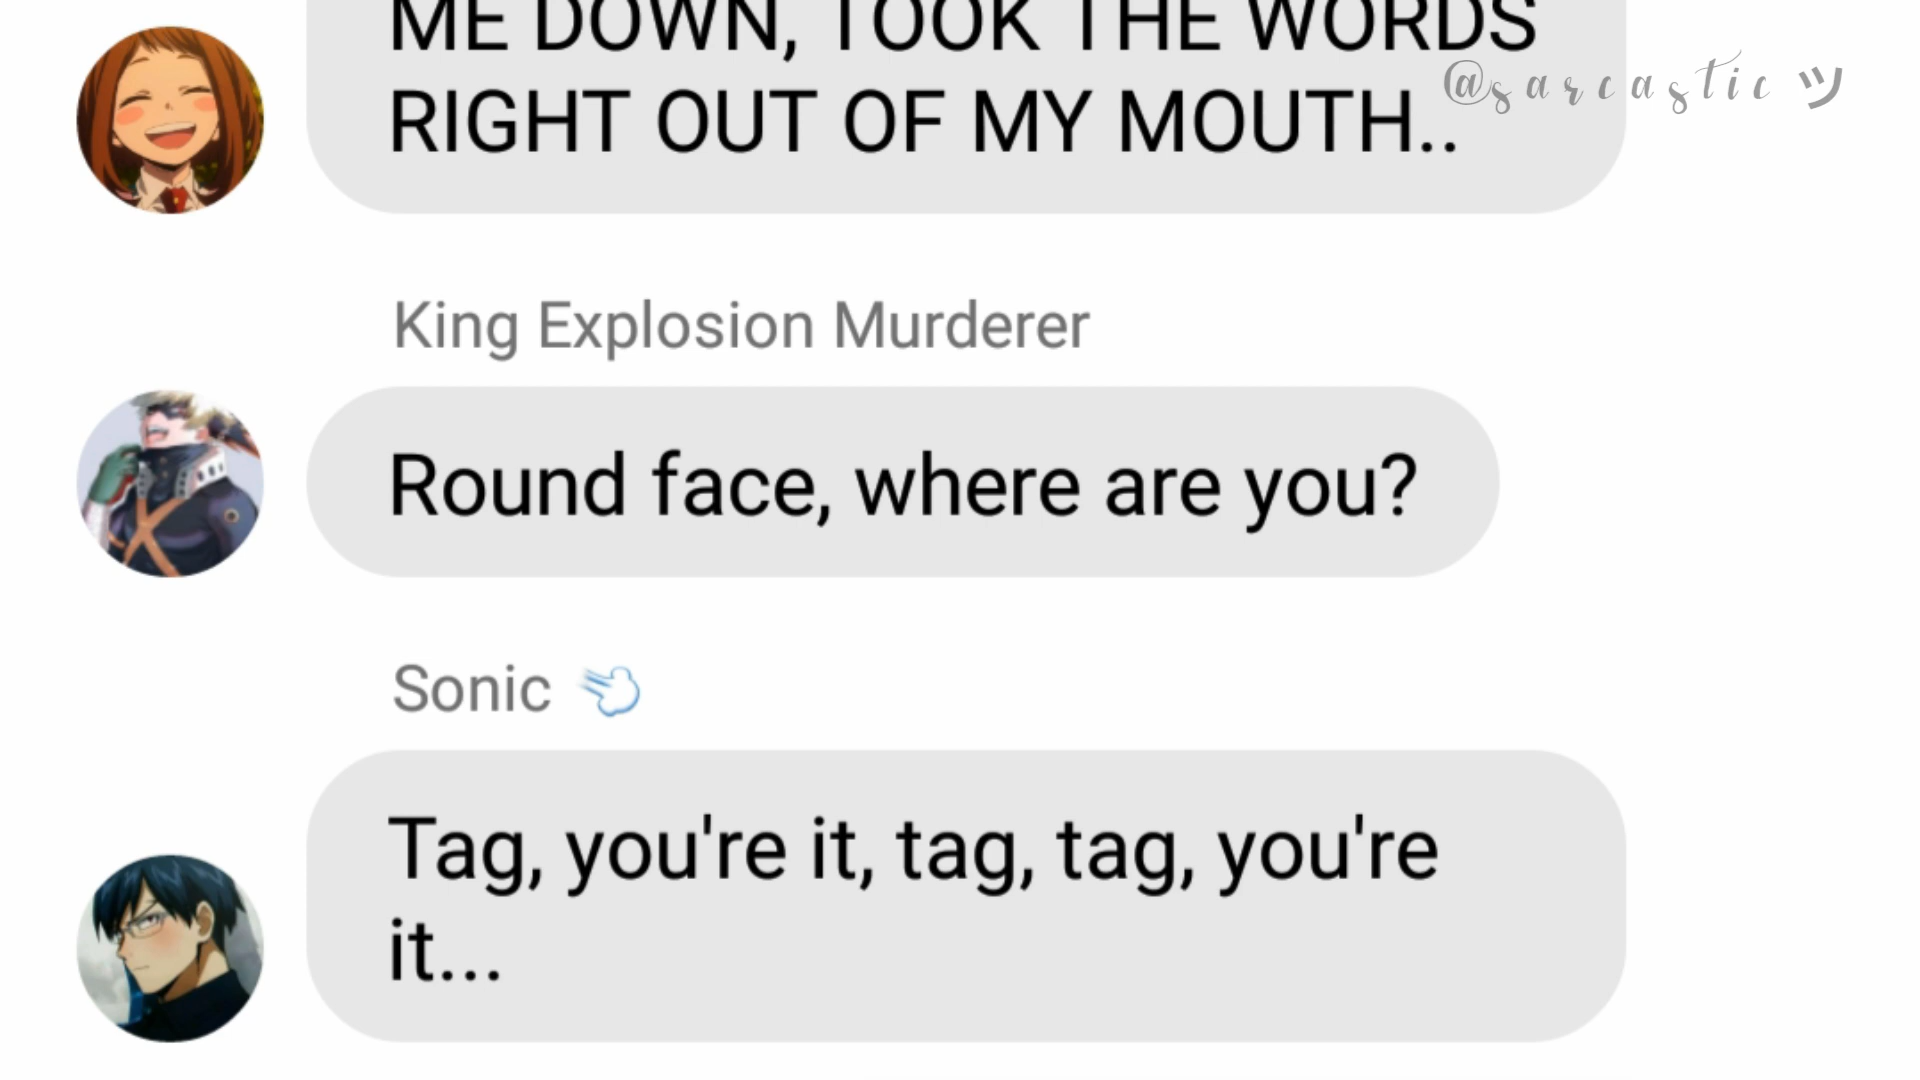 ME DOWN, TOOK THE WORDS
@sarcastic ツ
RIGHT OUT OF MY MOUTH..
King Explosion Murderer
Round face, where are you?
Sonic 💨
Tag, you're it, tag, tag, you're
it...